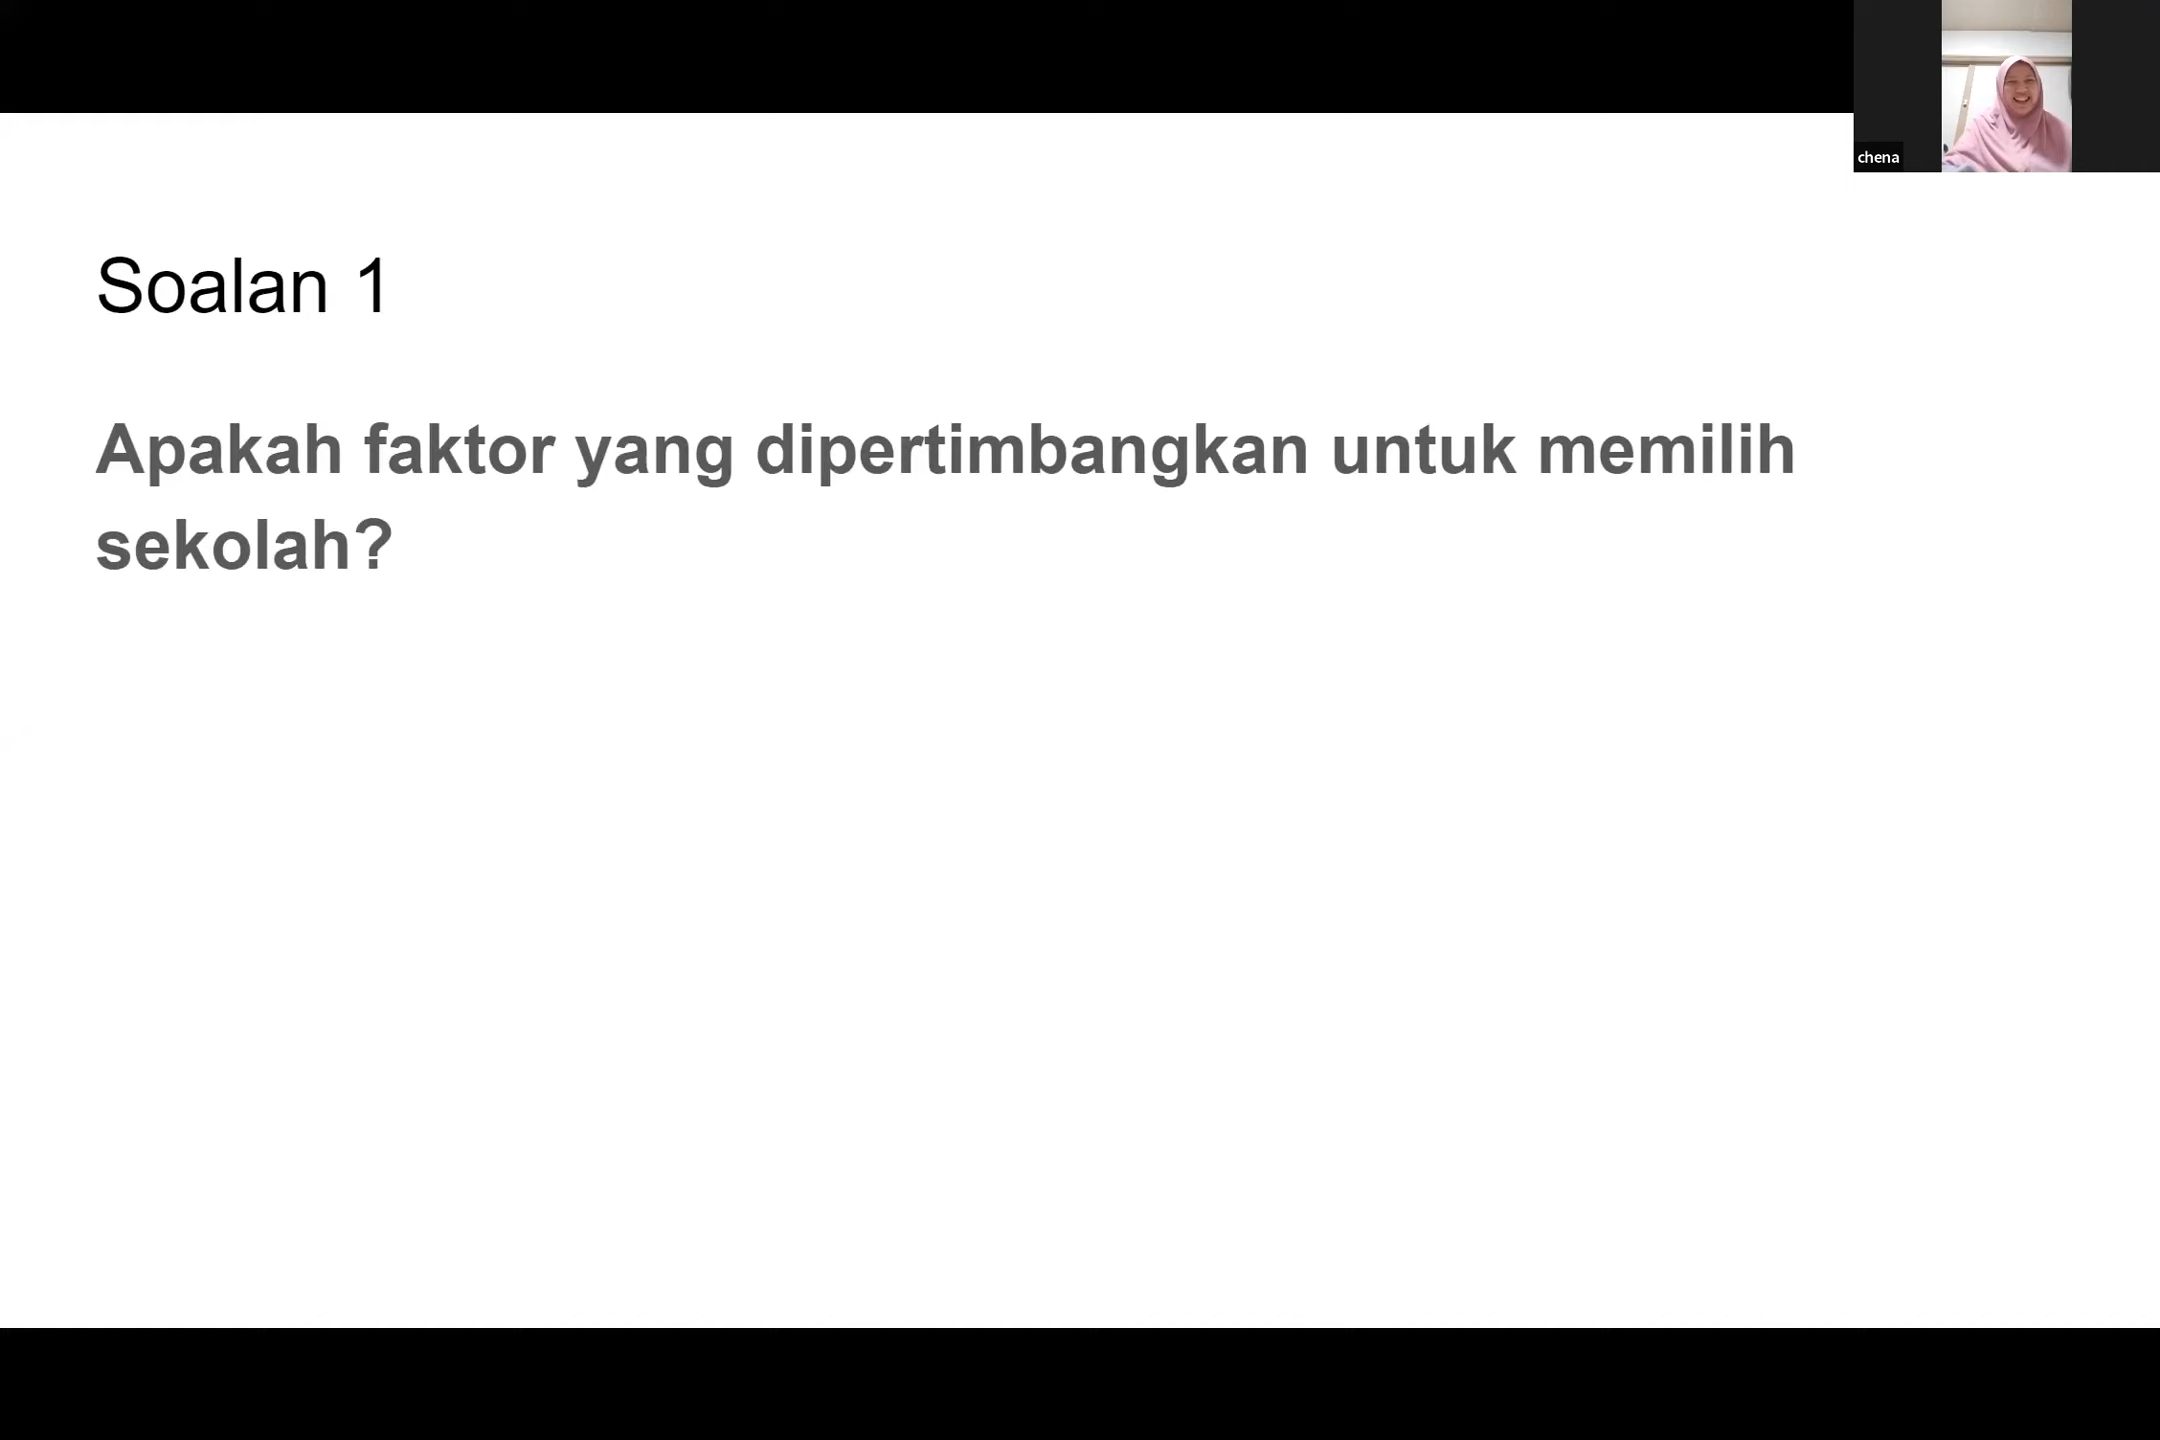 chena
Soalan 1
Apakah faktor yang dipertimbangkan untuk memilih
sekolah?